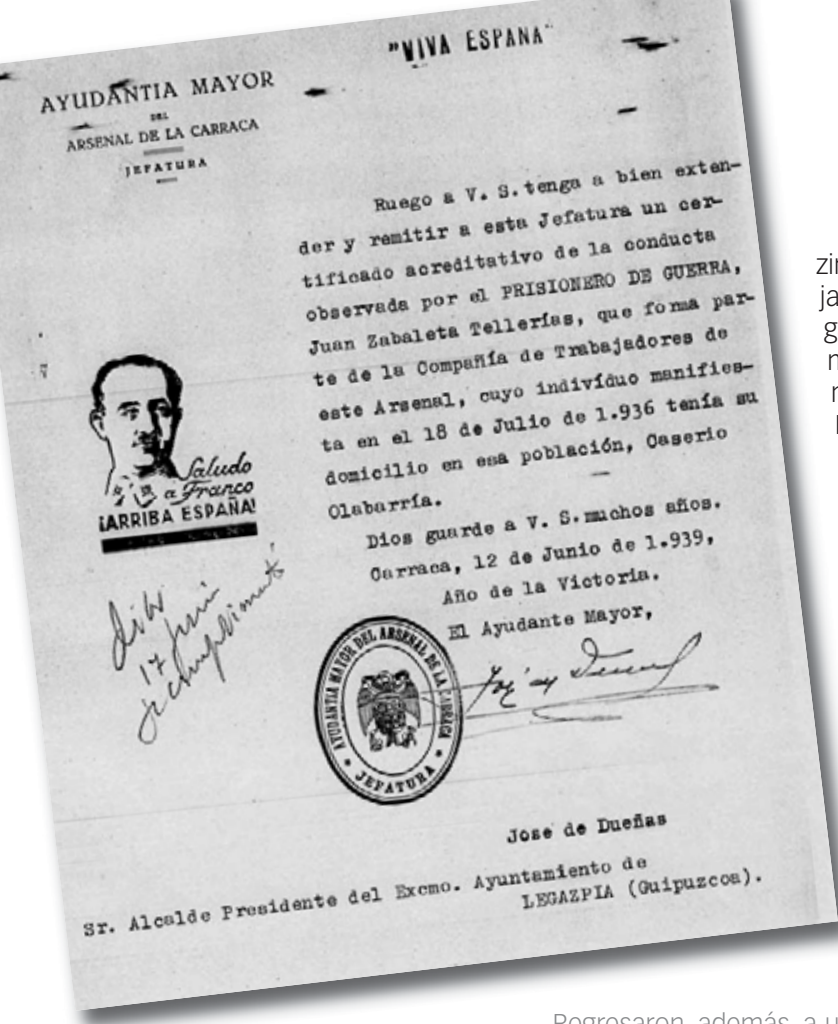 "VIVA ESPAÑA"
AYUDANTIA MAYOR
DEL
ARSENAL DE LA CARRACA
JEFATURA
Ruego a V. S. tenga a bien exten-
der y remitir a esta Jefatura un cer-
tificado acreditativo de la conducta
observada por el PRISIONERO DE GUERRA,
Juan Zabaleta Tellerías, que forma par-
te de la Compañía de Trabajadores de
este Arsenal, cuyo indivíduo manifies-
ta en el 18 de Julio de 1.936 tenía su
domicilio en esa población, Caserio
Olabarría.
Dios guarde a V. S. muchos años.
Carraca, 12 de Junio de 1.939,
Año de la Victoria.
El Ayudante Mayor,
Saludo
a Franco
¡ARRIBA ESPAÑA!
17
AYUDANTIA MAYOR DEL ARSENAL DE LA CARRACA
* JEFATURA *
Jose de Dueñas
Sr. Alcalde Presidente del Excmo. Ayuntamiento de
LEGAZPIA (Guipuzcoa).
Regresaron, además, a u